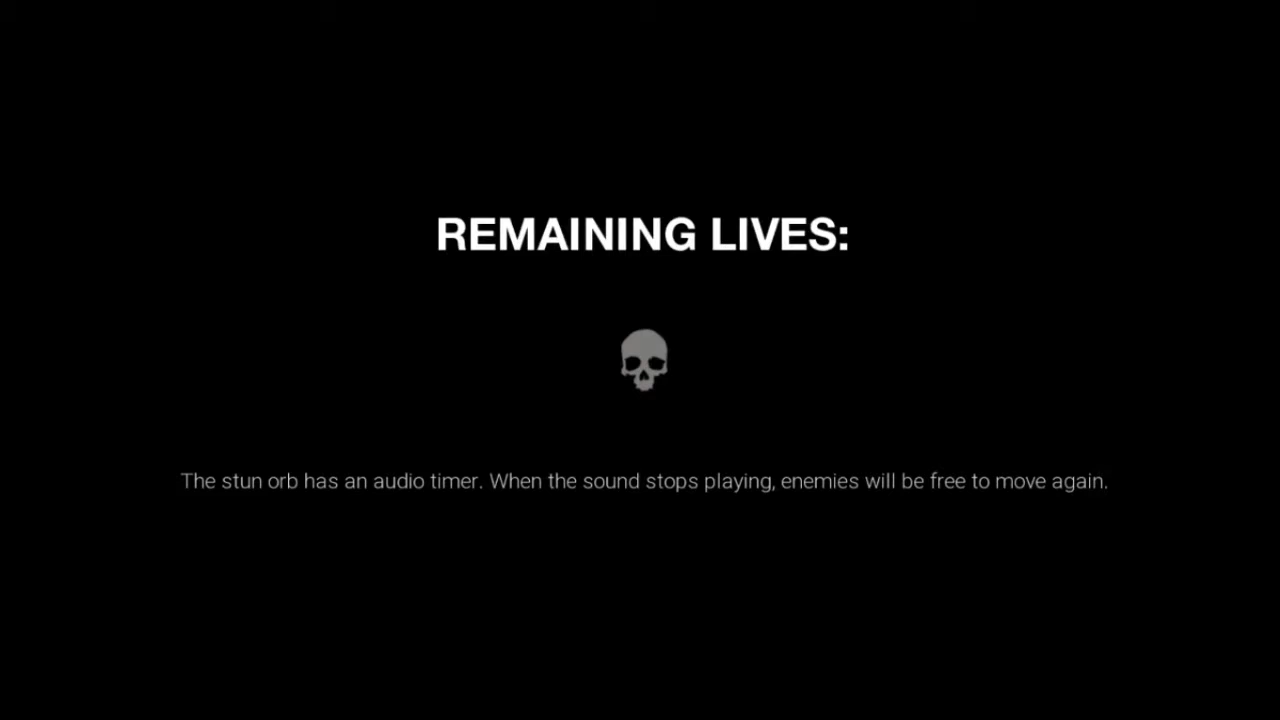 REMAINING LIVES:
The stun orb has an audio timer. When the sound stops playing, enemies will be free to move again.